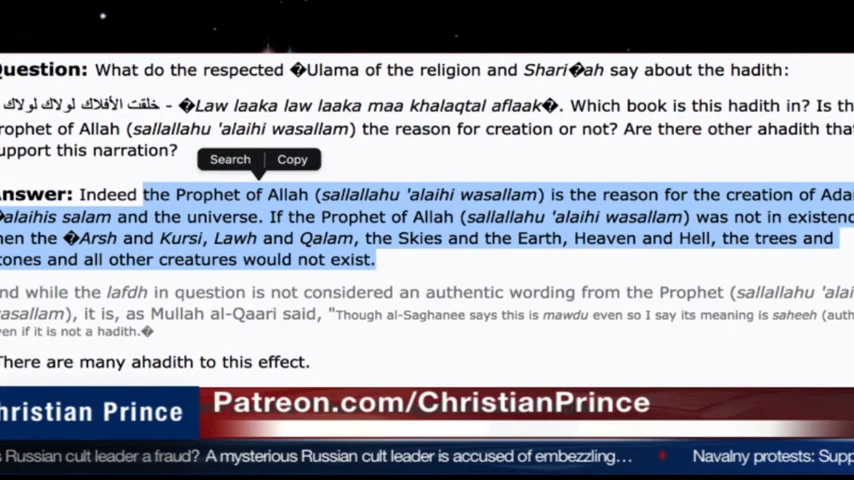 Question: What do the respected �Ulama of the religion and Shari�ah say about the hadith:
خلقت الأفلاك لولاك لولاك - �Law laaka law laaka maa khalaqtal aflaak�. Which book is this hadith in? Is th
rophet of Allah (sallallahu 'alaihi wasallam) the reason for creation or not? Are there other ahadith that
upport this narration?
Search Copy
Answer: Indeed the Prophet of Allah (sallallahu 'alaihi wasallam) is the reason for the creation of Ada
�alaihis salam and the universe. If the Prophet of Allah (sallallahu 'alaihi wasallam) was not in existenc
hen the �Arsh and Kursi, Lawh and Qalam, the Skies and the Earth, Heaven and Hell, the trees and
tones and all other creatures would not exist.
nd while the lafdh in question is not considered an authentic wording from the Prophet (sallallahu 'alai
wasallam), it is, as Mullah al-Qaari said, "Though al-Saghanee says this is mawdu even so I say its meaning is saheeh (auth
ven if it is not a hadith.�
There are many ahadith to this effect.
hristian Prince
Patreon.com/ChristianPrince
s Russian cult leader a fraud? A mysterious Russian cult leader is accused of embezzling… Navalny protests: Supp